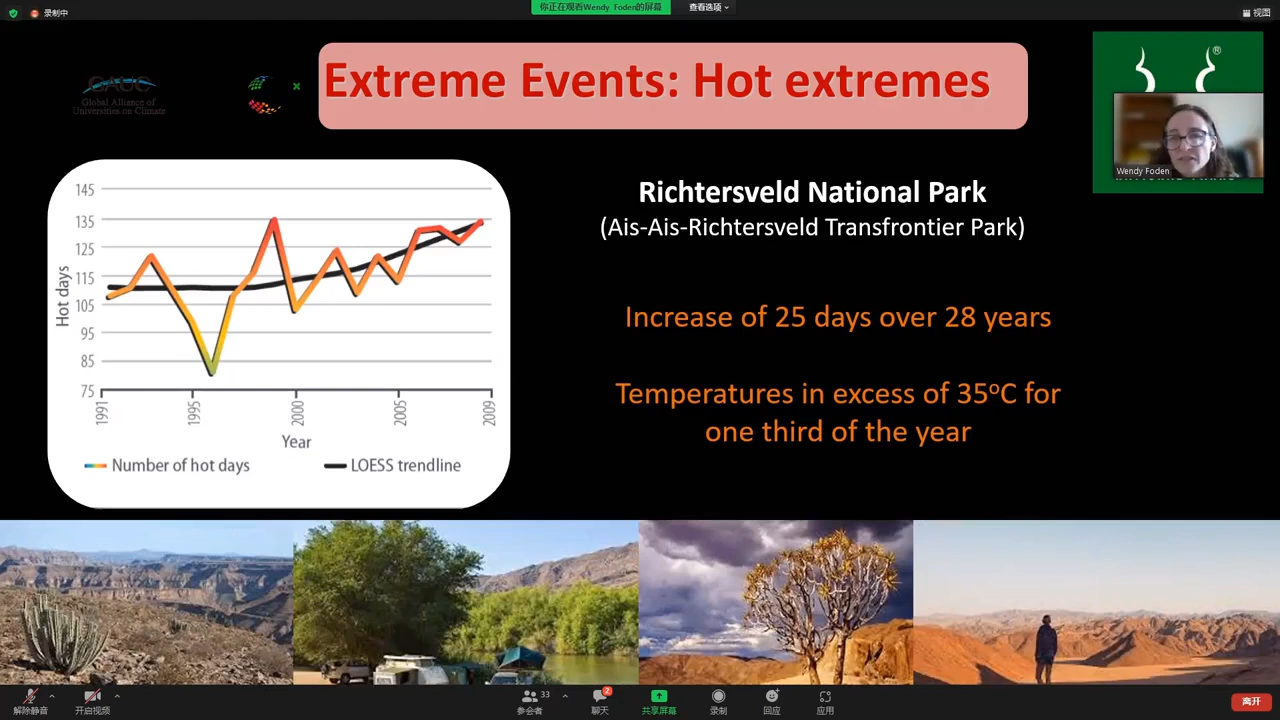 录制中
你正在观看Wendy Foden的屏幕
查看选项
视图
GAUC
Global Alliance of
Universities on Climate
Extreme Events: Hot extremes
®
Wendy Foden
Richtersveld National Park
(Ais-Ais-Richtersveld Transfrontier Park)
Increase of 25 days over 28 years
Temperatures in excess of 35°C for
one third of the year
145
135
125
115
105
95
85
75
Hot days
1991
1995
2000
2005
2009
Year
Number of hot days
LOESS trendline
解除静音
开启视频
33
参会者
2
聊天
共享屏幕
录制
回应
应用
离开